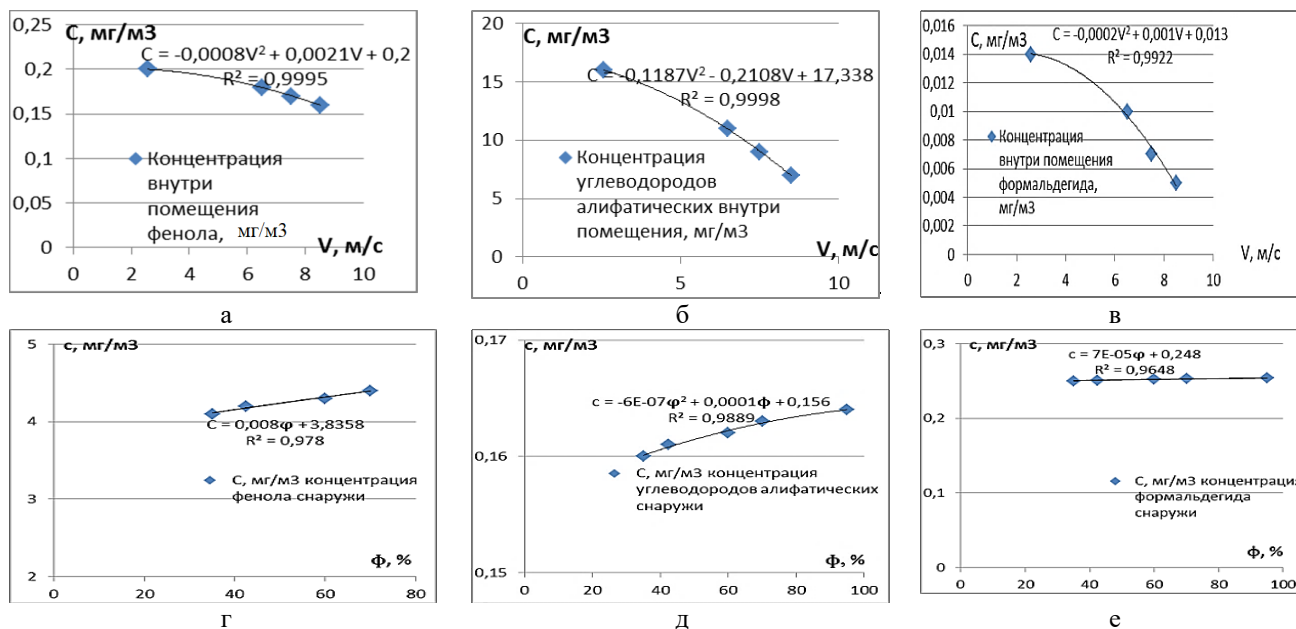 0,25
0,2
0,15
0,1
0,05
0
C, мг/м3
C = -0,0008V² + 0,0021V + 0,2
R² = 0,9995
Концентрация
внутри
помещения
фенола, мг/м3
V, м/с
0 2 4 6 8 10
а
20
15
10
5
0
C, мг/м3
C = -0,1187V² - 0,2108V + 17,338
R² = 0,9998
Концентрация
углеводородов
алифатических внутри
помещения, мг/м3
V, м/с
0 5 10
б
0,016
0,014
0,012
0,01
0,008
0,006
0,004
0,002
0
C, мг/м3
C = -0,0002V² + 0,001V + 0,013
R² = 0,9922
Концентрация
внутри помещения
формальдегида,
мг/м3
V, м/с
0 2 4 6 8 10
в
5
4
3
2
с, мг/м3
C = 0,008φ + 3,8358
R² = 0,978
С, мг/м3 концентрация
фенола снаружи
Ф, %
0 20 40 60 80
г
0,17
0,16
0,15
с, мг/м3
c = -6E-07φ² + 0,0001ф + 0,156
R² = 0,9889
С, мг/м3 концентрация
углеводородов алифатических
снаружи
Ф, %
0 20 40 60 80 100
д
0,3
0,2
0,1
0
с, мг/м3
c = 7E-05φ + 0,248
R² = 0,9648
С, мг/м3 концентрация
формальдегида
снаружи
Ф, %
0 20 40 60 80 100
е